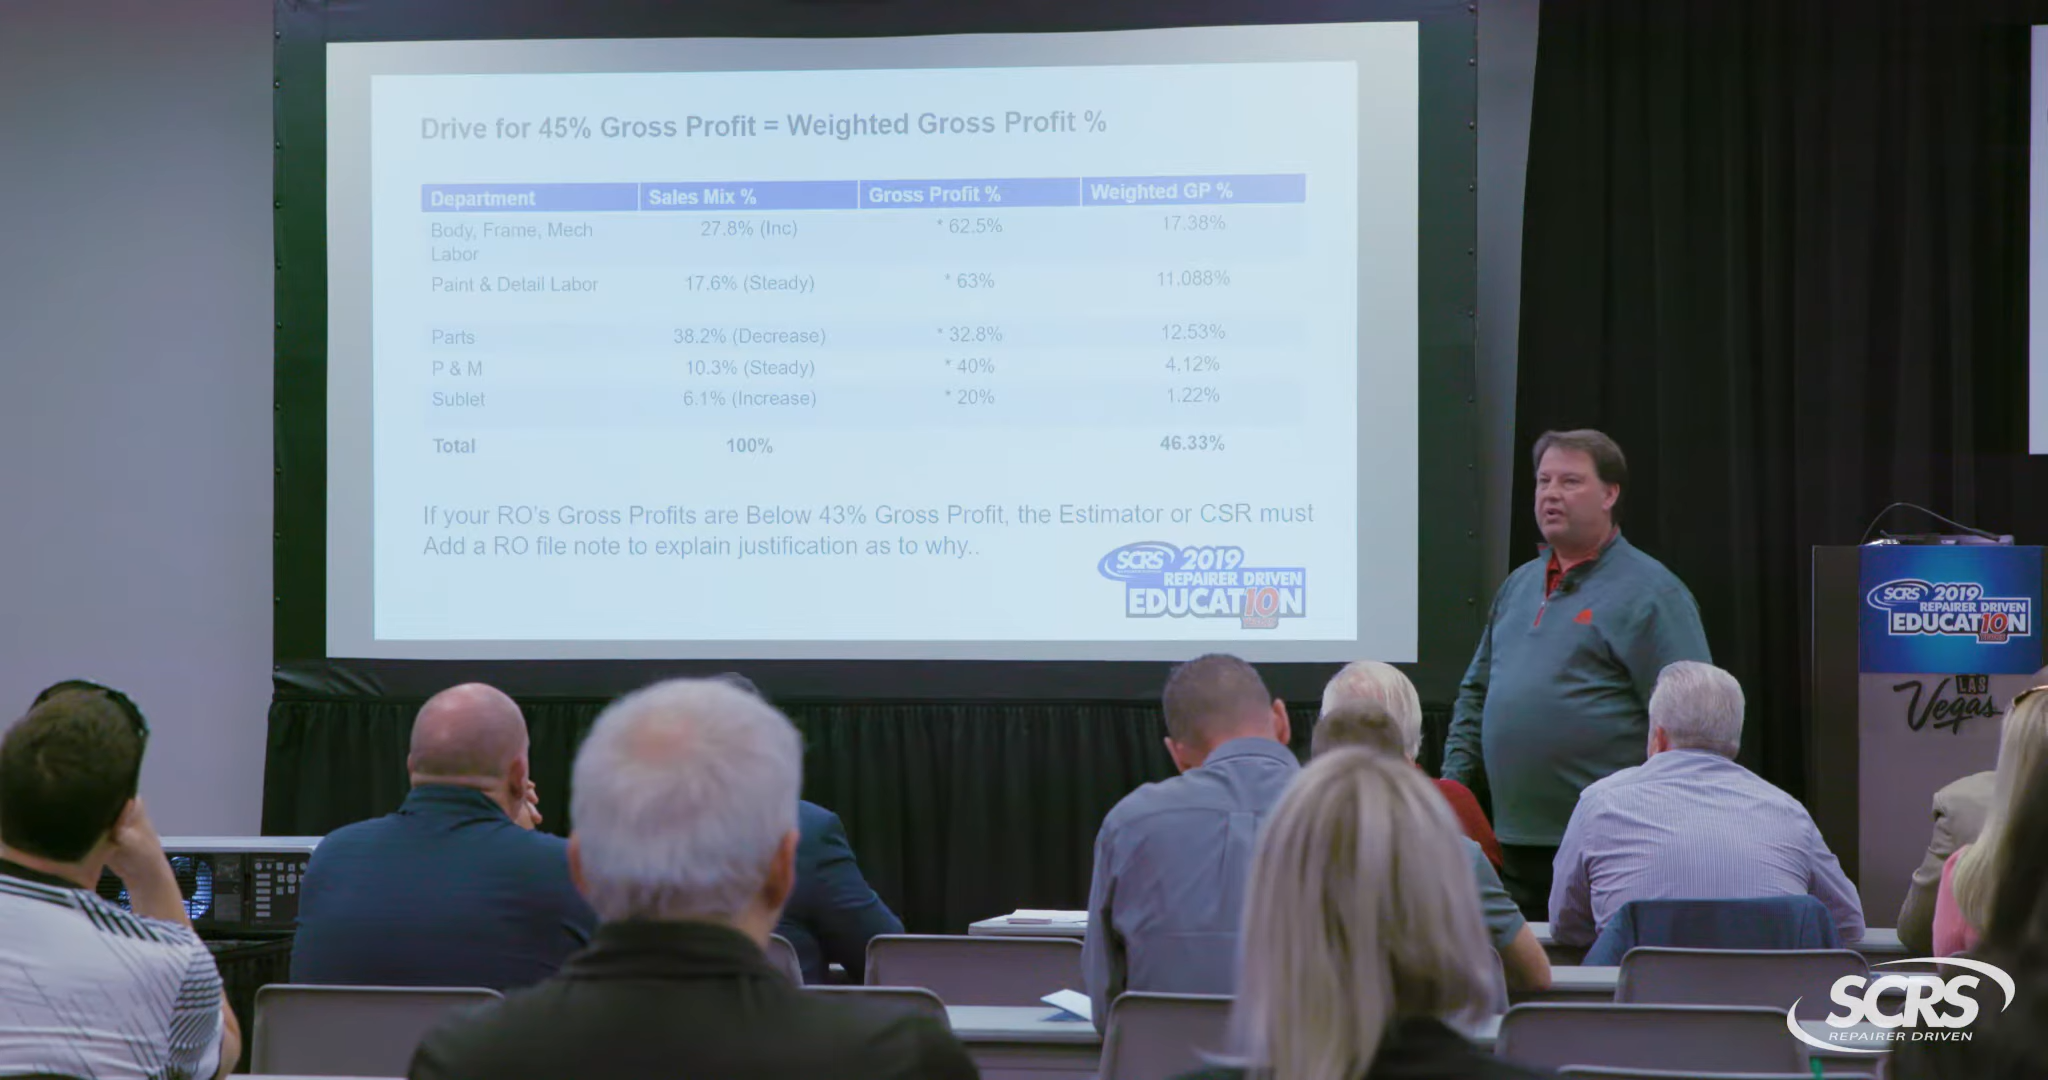 Drive for 45% Gross Profit = Weighted Gross Profit %
Department Sales Mix % Gross Profit % Weighted GP %
Body, Frame, Mech 27.8% (Inc) * 62.5% 17.38%
Labor
Paint & Detail Labor 17.6% (Steady) * 63% 11.088%
Parts 38.2% (Decrease) * 32.8% 12.53%
P & M 10.3% (Steady) * 40% 4.12%
Sublet 6.1% (Increase) * 20% 1.22%
Total 100% 46.33%
If your RO's Gross Profits are Below 43% Gross Profit, the Estimator or CSR must
Add a RO file note to explain justification as to why..
SCRS 2019
REPAIRER DRIVEN
EDUCAT10N
SCRS 2019
REPAIRER DRIVEN
EDUCAT10N
LAS
Vegas
SCRS
REPAIRER DRIVEN